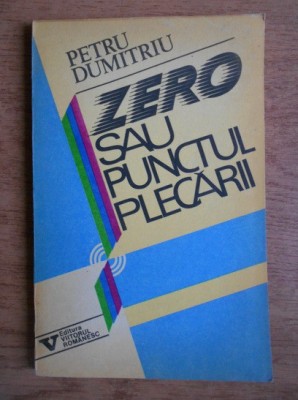 PETRU
DUMITRIU
ZERO
SAU
PUNCTUL
PLECĂRII
V
Editura
VIITORUL
ROMÂNESC